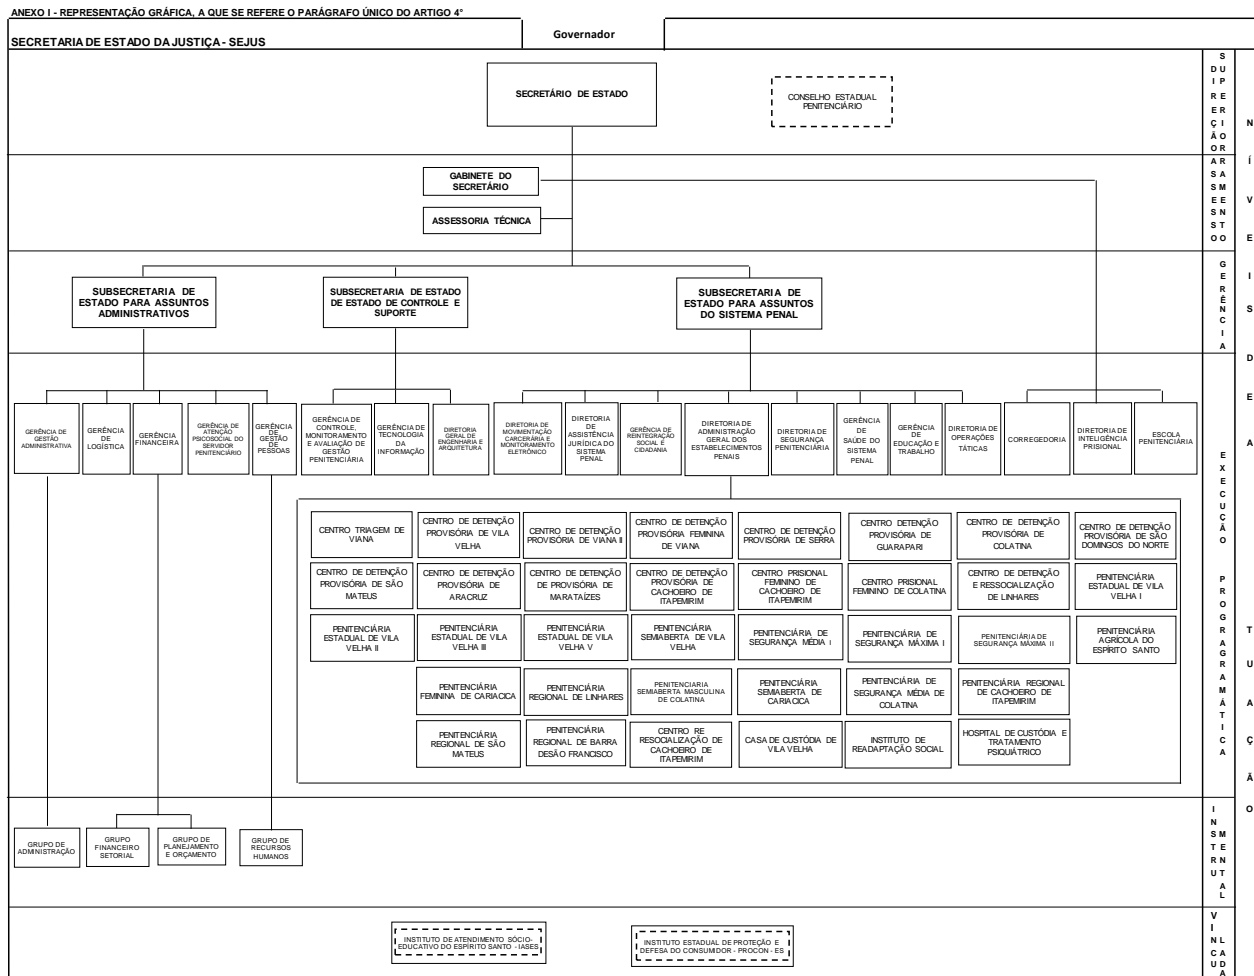 ANEXO I - REPRESENTAÇÃO GRÁFICA, A QUE SE REFERE O PARÁGRAFO ÚNICO DO ARTIGO 4°
SECRETARIA DE ESTADO DA JUSTIÇA - SEJUS
Governador
SECRETÁRIO DE ESTADO
CONSELHO ESTADUAL
PENITENCIÁRIO
DIREÇÃO
SUPERIOR
GABINETE DO
SECRETÁRIO
ASSESSORIA TÉCNICA
ASSESSO
RAMENTO
SUBSECRETARIA DE
ESTADO PARA ASSUNTOS
ADMINISTRATIVOS
SUBSECRETARIA DE ESTADO
DE ESTADO DE CONTROLE E
SUPORTE
SUBSECRETARIA DE
ESTADO PARA ASSUNTOS
DO SISTEMA PENAL
GERÊNCIA
GERÊNCIA DE
GESTÃO
ADMINISTRATIVA
GERÊNCIA
DE
LOGÍSTICA
GERÊNCIA
FINANCEIRA
GERÊNCIA DE
ATENÇÃO
PSICOSOCIAL DO
SERVIDOR
PENITENCIÁRIO
GERÊNCIA
DE
GESTÃO
DE
PESSOAS
GERÊNCIA DE
CONTROLE,
MONITORAMENTO
E AVALIAÇÃO DE
GESTÃO
PENITENCIÁRIA
GERÊNCIA DE
TECNOLOGIA
DA
INFORMAÇÃO
DIRETORIA
GERAL DE
ENGENHARIA E
ARQUITETURA
DIRETORIA DE
MOVIMENTAÇÃO
CARCERÁRIA E
MONITORAMENTO
ELETRÔNICO
DIRETORIA
DE
ASSISTÊNCIA
JURÍDICA DO
SISTEMA
PENAL
GERÊNCIA DE
REINTEGRAÇÃO
SOCIAL E
CIDADANIA
DIRETORIA DE
ADMINISTRAÇÃO
GERAL DOS
ESTABELECIMENTOS
PENAIS
DIRETORIA DE
SEGURANÇA
PENITENCIÁRIA
GERÊNCIA
DE
SAÚDE DO
SISTEMA
PENAL
GERÊNCIA
DE
EDUCAÇÃO E
TRABALHO
DIRETORIA DE
OPERAÇÕES
TÁTICAS
CORREGEDORIA
DIRETORIA DE
INTELIGÊNCIA
PRISIONAL
ESCOLA
PENITENCIÁRIA
CENTRO TRIAGEM DE
VIANA
CENTRO DE DETENÇÃO
PROVISÓRIA DE VILA
VELHA
CENTRO DE DETENÇÃO
PROVISÓRIA DE VIANA II
CENTRO DE DETENÇÃO
PROVISÓRIA FEMININA
DE VIANA
CENTRO DE DETENÇÃO
PROVISÓRIA DE SERRA
CENTRO DETENÇÃO
PROVISÓRIA DE
GUARAPARI
CENTRO DE DETENÇÃO
PROVISÓRIA DE
COLATINA
CENTRO DE DETENÇÃO
PROVISÓRIA DE SÃO
DOMINGOS DO NORTE
CENTRO DE DETENÇÃO
PROVISÓRIA DE SÃO
MATEUS
CENTRO DE DETENÇÃO
PROVISÓRIA DE
ARACRUZ
CENTRO DE DETENÇÃO
DE PROVISÓRIA DE
MARATAÍZES
CENTRO DE DETENÇÃO
PROVISÓRIA DE
CACHOEIRO DE
ITAPEMIRIM
CENTRO PRISIONAL
FEMININO DE
CACHOEIRO DE
ITAPEMIRIM
CENTRO PRISIONAL
FEMININO DE COLATINA
CENTRO DE DETENÇÃO
E RESSOCIALIZAÇÃO
DE LINHARES
PENITENCIÁRIA
ESTADUAL DE VILA
VELHA I
PENITENCIÁRIA
ESTADUAL DE VILA
VELHA II
PENITENCIÁRIA
ESTADUAL DE VILA
VELHA III
PENITENCIÁRIA
ESTADUAL DE VILA
VELHA V
PENITENCIÁRIA
SEMIABERTA DE VILA
VELHA
PENITENCIÁRIA DE
SEGURANÇA MÉDIA I
PENITENCIÁRIA DE
SEGURANÇA MÁXIMA I
PENITENCIÁRIA DE
SEGURANÇA MÁXIMA II
PENITENCIÁRIA
AGRÍCOLA DO
ESPÍRITO SANTO
PENITENCIÁRIA
FEMININA DE CARIACICA
PENITENCIÁRIA
REGIONAL DE LINHARES
PENITENCIARIA
SEMIABERTA MASCULINA
DE COLATINA
PENITENCIÁRIA
SEMIABERTA DE
CARIACICA
PENITENCIÁRIA DE
SEGURANÇA MÉDIA DE
COLATINA
PENITENCIÁRIA REGIONAL
DE CACHOEIRO DE
ITAPEMIRIM
PENITENCIÁRIA
REGIONAL DE SÃO
MATEUS
PENITENCIÁRIA
REGIONAL DE BARRA
DESÃO FRANCISCO
CENTRO RE
RESOCIALIZAÇÃO DE
CACHOEIRO DE
ITAPEMIRIM
CASA DE CUSTÓDIA DE
VILA VELHA
INSTITUTO DE
READAPTAÇÃO SOCIAL
HOSPITAL DE CUSTÓDIA E
TRATAMENTO
PSIQUIÁTRICO
EXECUÇÃO PROGRAGRAMÁTICA
GRUPO DE
ADMINISTRAÇÃO
GRUPO
FINANCEIRO
SETORIAL
GRUPO DE
PLANEJAMENTO
E ORÇAMENTO
GRUPO DE
RECURSOS
HUMANOS
INSTRU
MENTAL
INSTITUTO DE ATENDIMENTO SÓCIO-
EDUCATIVO DO ESPÍRITO SANTO - IASES
INSTITUTO ESTADUAL DE PROTEÇÃO E
DEFESA DO CONSUMIDOR - PROCON - ES
VINCU
LADA
NÍVEIS DE ATUAÇÃO